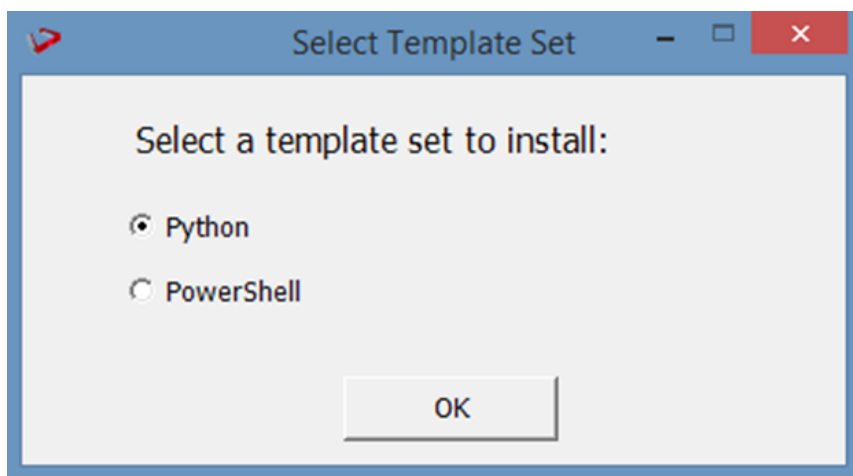 Select Template Set
Select a template set to install:
Python
PowerShell
OK